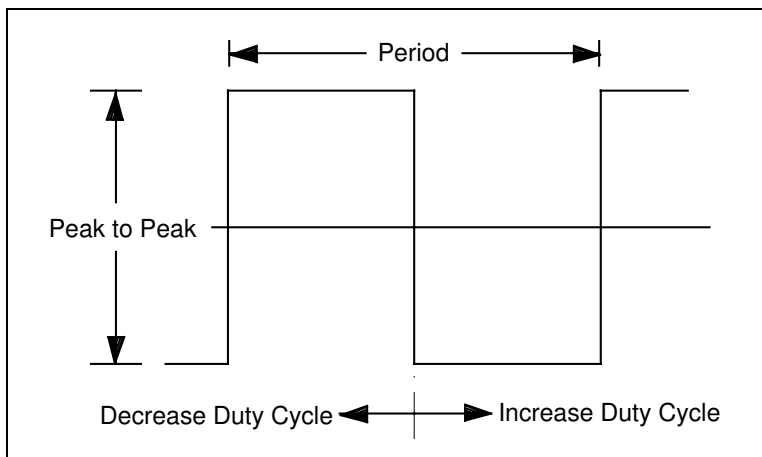 Period
Peak to Peak
Decrease Duty Cycle
Increase Duty Cycle